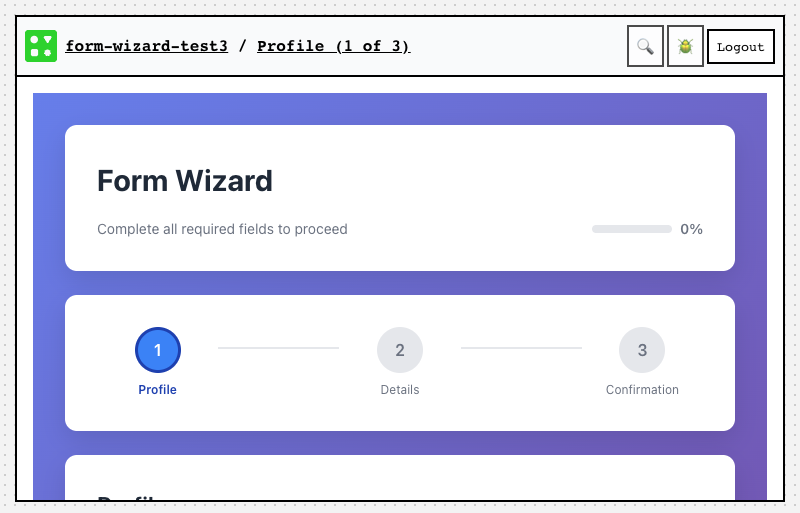 form-wizard-test3 / Profile (1 of 3)
Logout
Form Wizard
Complete all required fields to proceed
0%
1
2
3
Profile
Details
Confirmation